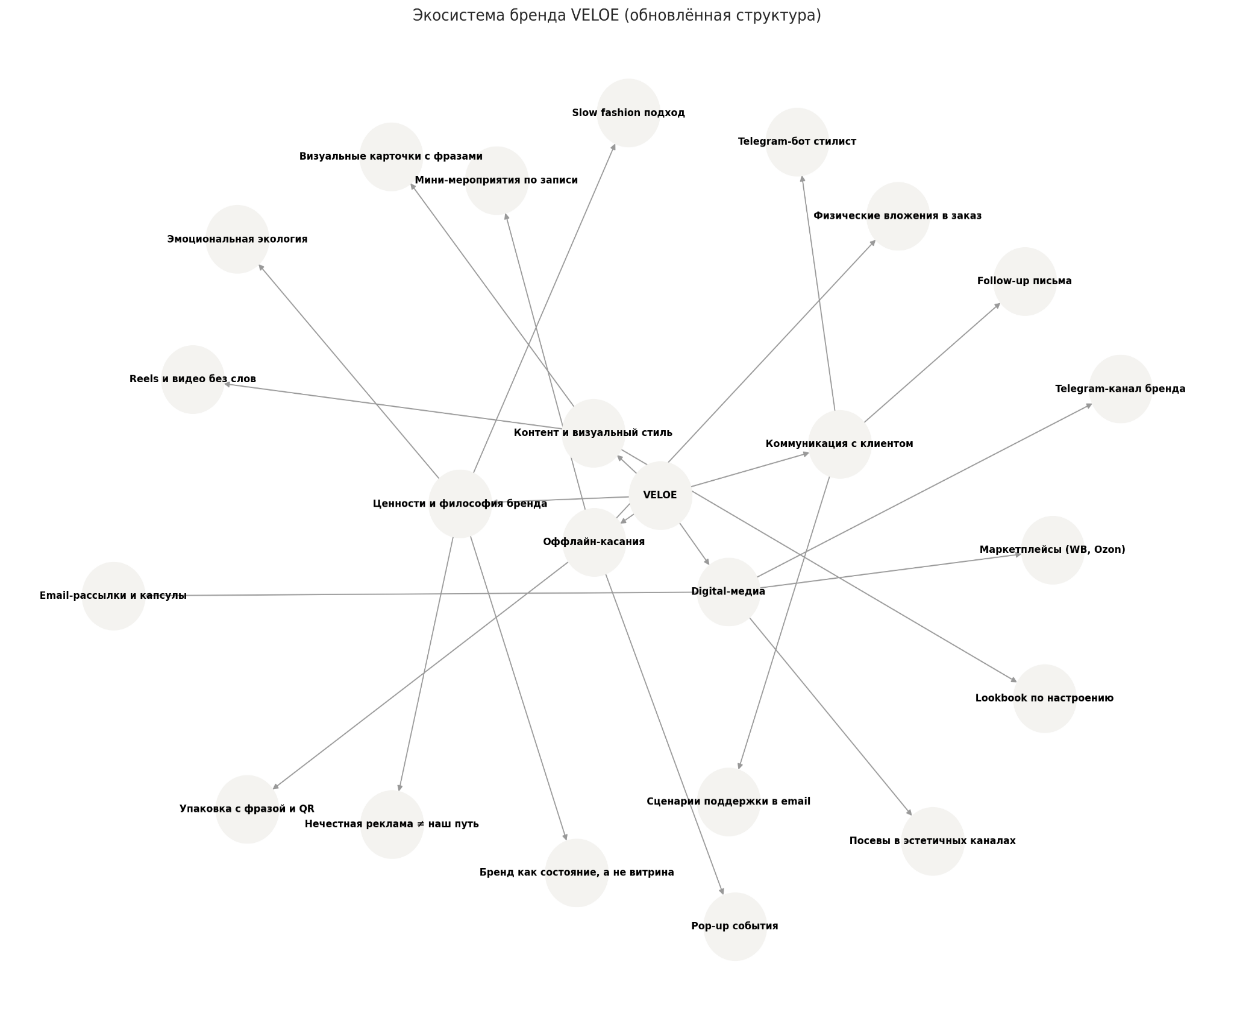 Экосистема бренда VELOE (обновлённая структура)
Slow fashion подход
Telegram-бот стилист
Визуальные карточки с фразами
Мини-мероприятия по записи
Физические вложения в заказ
Эмоциональная экология
Follow-up письма
Reels и видео без слов
Telegram-канал бренда
Контент и визуальный стиль
Коммуникация с клиентом
VELOE
Ценности и философия бренда
Оффлайн-касания
Маркетплейсы (WB, Ozon)
Digital-медиа
Email-рассылки и капсулы
Lookbook по настроению
Сценарии поддержки в email
Упаковка с фразой и QR
Нечестная реклама ≠ наш путь
Посевы в эстетичных каналах
Бренд как состояние, а не витрина
Pop-up события